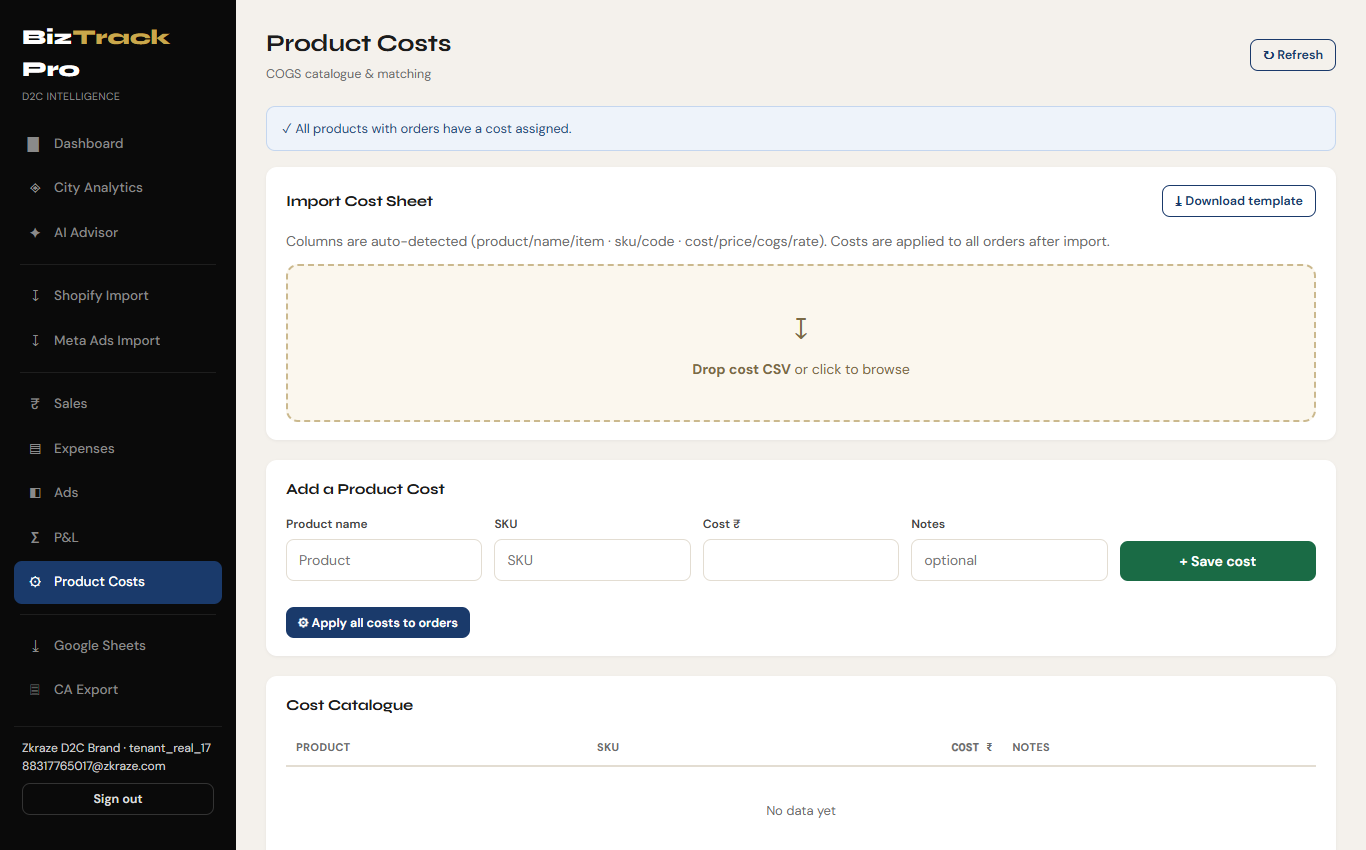 BizTrack
Pro
D2C INTELLIGENCE
Dashboard
City Analytics
AI Advisor
Shopify Import
Meta Ads Import
Sales
Expenses
Ads
Σ P&L
Product Costs
Google Sheets
CA Export
Zkraze D2C Brand · tenant_real_17
88317765017@zkraze.com
Sign out
Product Costs
COGS catalogue & matching
↻ Refresh
✓ All products with orders have a cost assigned.
Import Cost Sheet
⤓ Download template
Columns are auto-detected (product/name/item · sku/code · cost/price/cogs/rate). Costs are applied to all orders after import.
Drop cost CSV or click to browse
Add a Product Cost
Product name
SKU
Cost ₹
Notes
Product
SKU
optional
+ Save cost
⚙ Apply all costs to orders
Cost Catalogue
PRODUCT SKU COST ₹ NOTES
No data yet